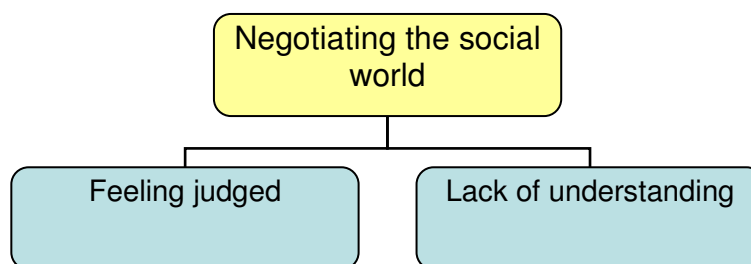 Negotiating the social
world
Feeling judged
Lack of understanding